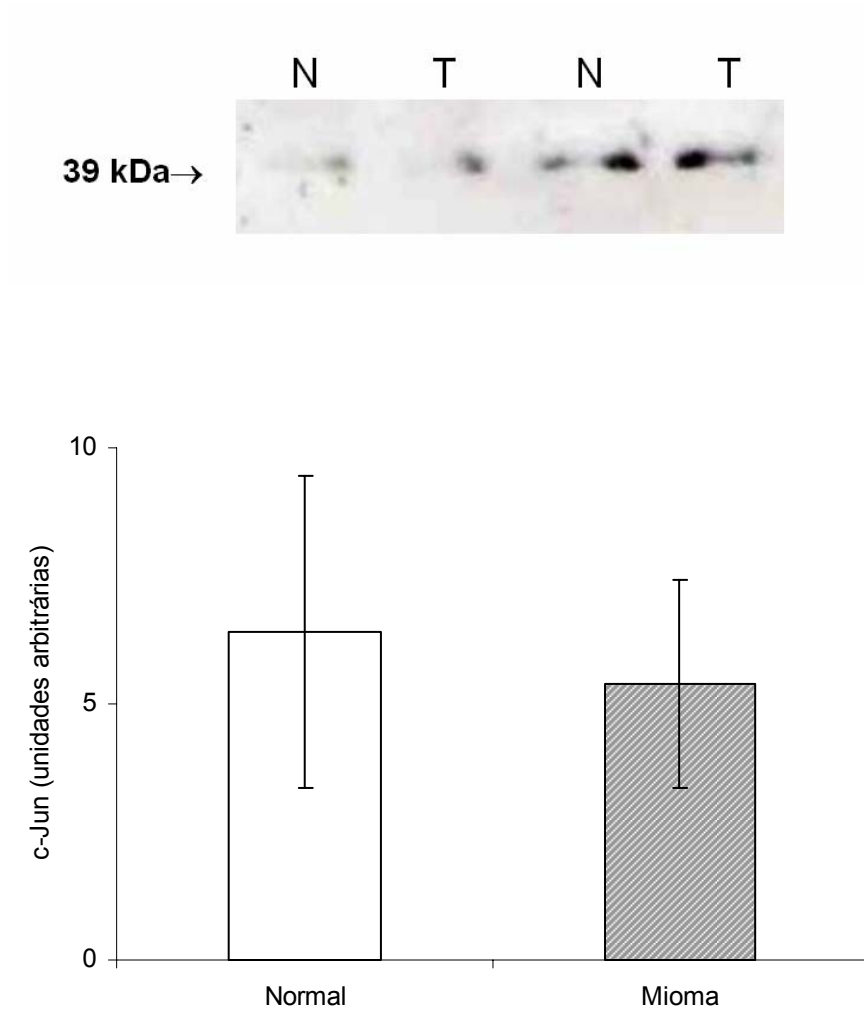 N T N T
39 kDa→
10
5
0
c-Jun (unidades arbitrárias)
Normal Mioma